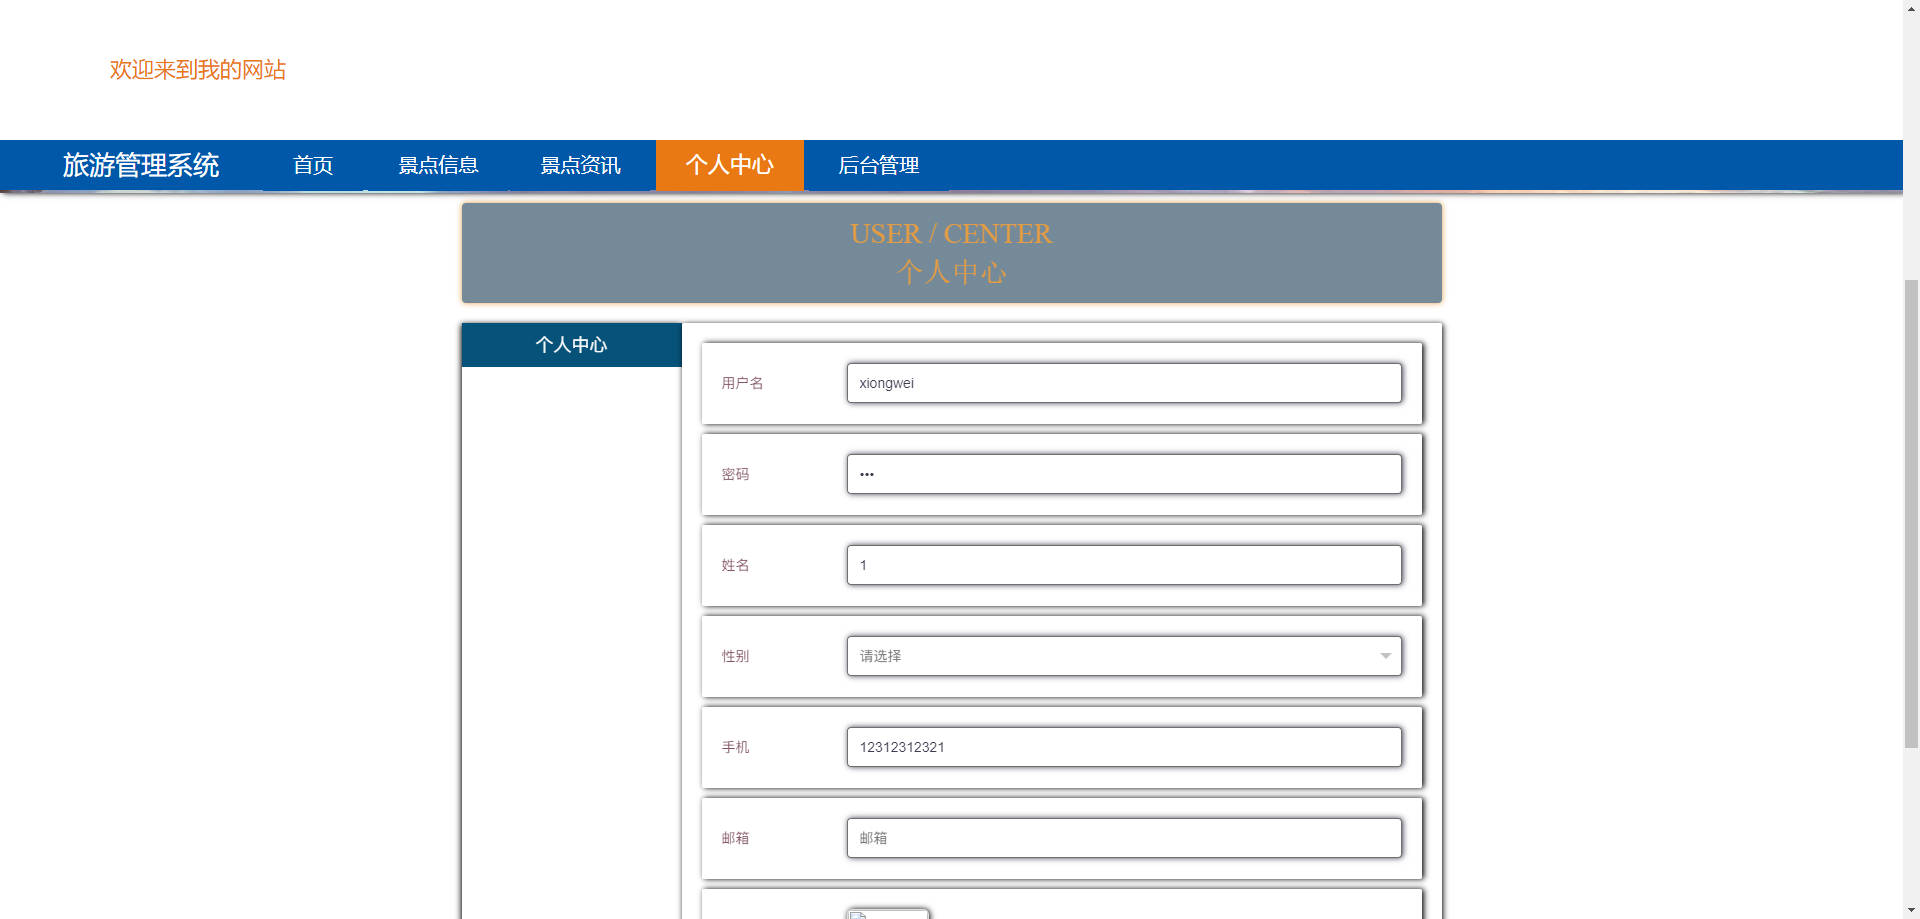 欢迎来到我的网站
旅游管理系统 首页 景点信息 景点资讯 个人中心 后台管理
USER / CENTER
个人中心
个人中心
用户名 xiongwei
密码 •••
姓名 1
性别 请选择
手机 12312312321
邮箱 邮箱